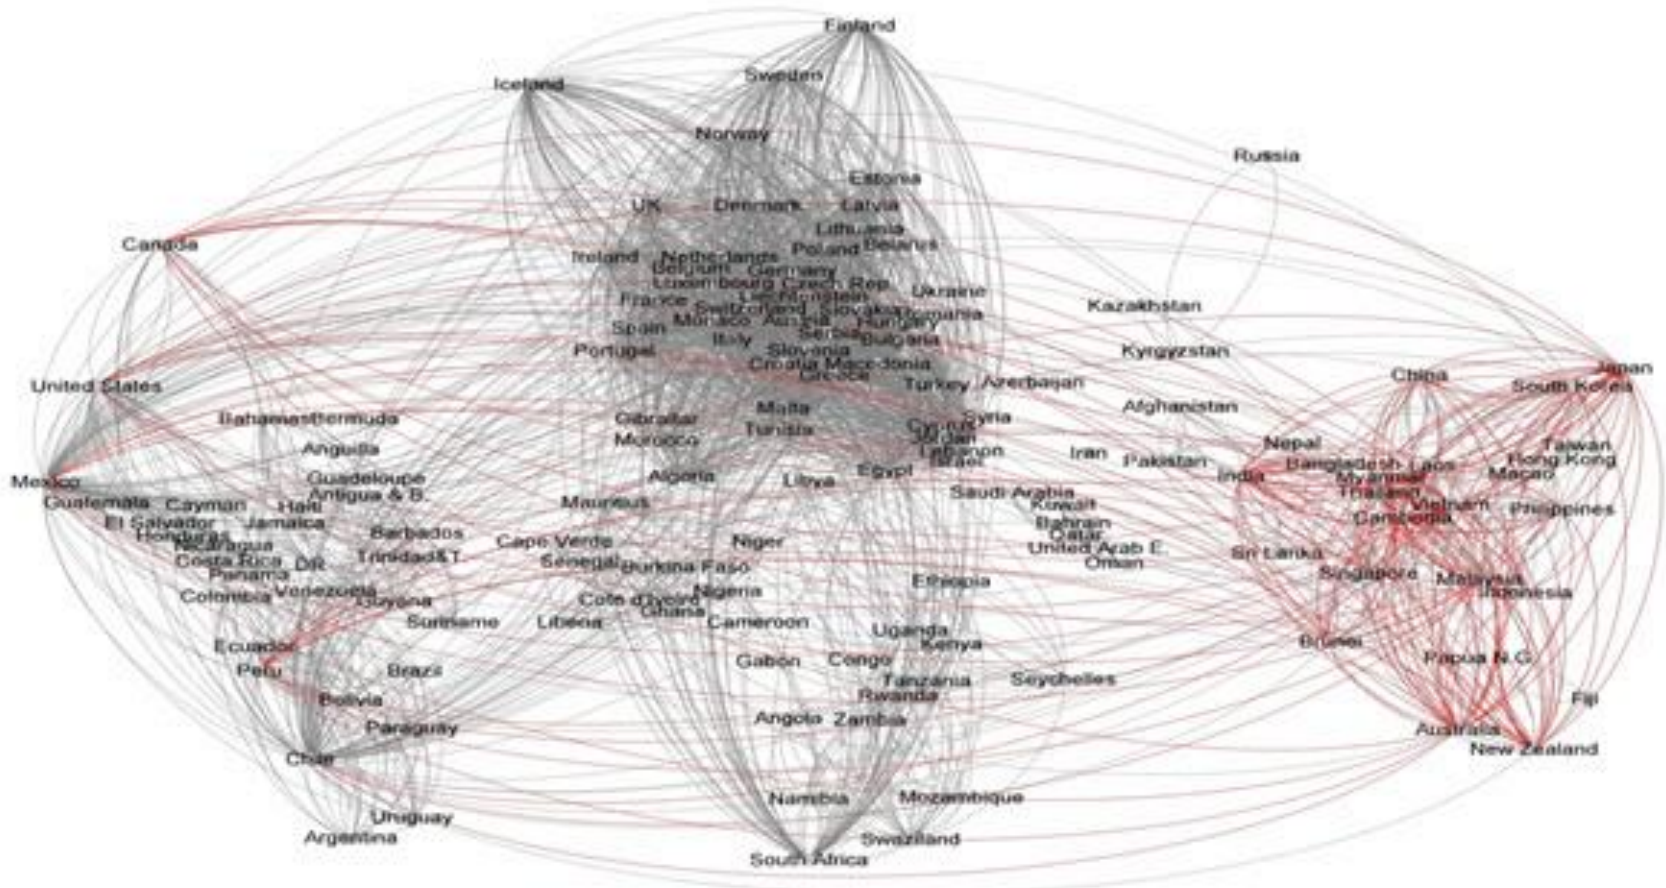 Finland
Sweden
Iceland
Norway
Russia
Estonia
UK
Denmark
Latvia
Lithuania
Canada
Poland
Belarus
Ireland
Netherlands
Belgium
Germany
Luxembourg
Czech Rep.
Ukraine
France
Liechtenstein
Kazakhstan
Switzerland
Slovakia
Romania
Monaco
Austria
Hungary
Spain
Serbia
Italy
Bulgaria
Portugal
Slovenia
Kyrgyzstan
Croatia
Macedonia
Japan
Greece
China
United States
Turkey
Azerbaijan
South Korea
Malta
Afghanistan
Bahamas
Bermuda
Gibraltar
Syria
Tunisia
Cyprus
Morocco
Jordan
Nepal
Taiwan
Anguilla
Lebanon
Iran
Israel
Pakistan
Hong Kong
Bangladesh
Laos
Mexico
Guadeloupe
Algeria
Libya
Egypt
India
Myanmar
Macao
Antigua & B.
Saudi Arabia
Thailand
Guatemala
Cayman
Haiti
Mauritius
Kuwait
Vietnam
Philippines
El Salvador
Jamaica
Bahrain
Cambodia
Honduras
Barbados
Qatar
Nicaragua
Cape Verde
Niger
United Arab E.
Sri Lanka
Costa Rica
DR
Trinidad&T.
Senegal
Burkina Faso
Oman
Panama
Ethiopia
Singapore
Malaysia
Colombia
Venezuela
Guyana
Cote d'Ivoire
Nigeria
Indonesia
Ghana
Suriname
Liberia
Cameroon
Uganda
Ecuador
Kenya
Brunei
Peru
Brazil
Gabon
Congo
Papua N.G.
Tanzania
Seychelles
Bolivia
Rwanda
Fiji
Paraguay
Angola
Zambia
Australia
Chile
New Zealand
Namibia
Mozambique
Uruguay
Argentina
Swaziland
South Africa